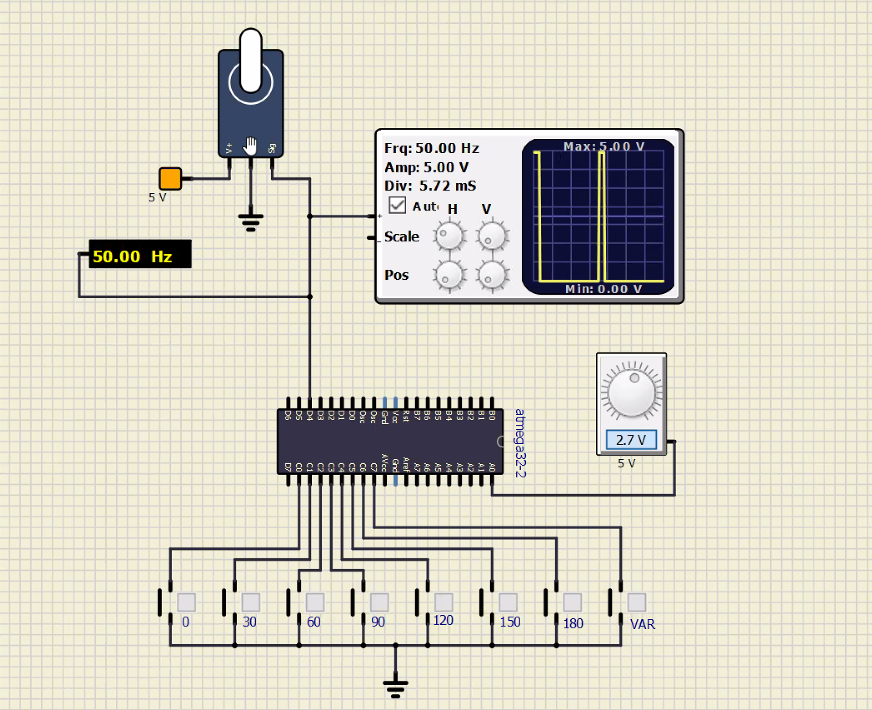 V+
Sig
5 V
50.00 Hz
Frq: 50.00 Hz
Amp: 5.00 V
Div: 5.72 mS
Aut
H V
Scale
Pos
+
-
Max: 5.00 V
Min: 0.00 V
2.7 V
5 V
D6 D5 D4 D3 D2 D1 D0 Osc Osc Grd Vcc Rst B7 B6 B5 B4 B3 B2 B1 B0
D7 C0 C1 C2 C3 C4 C5 C6 C7 AVcc Grd Aref A7 A6 A5 A4 A3 A2 A1 A0
atmega32-2
0 30 60 90 120 150 180 VAR